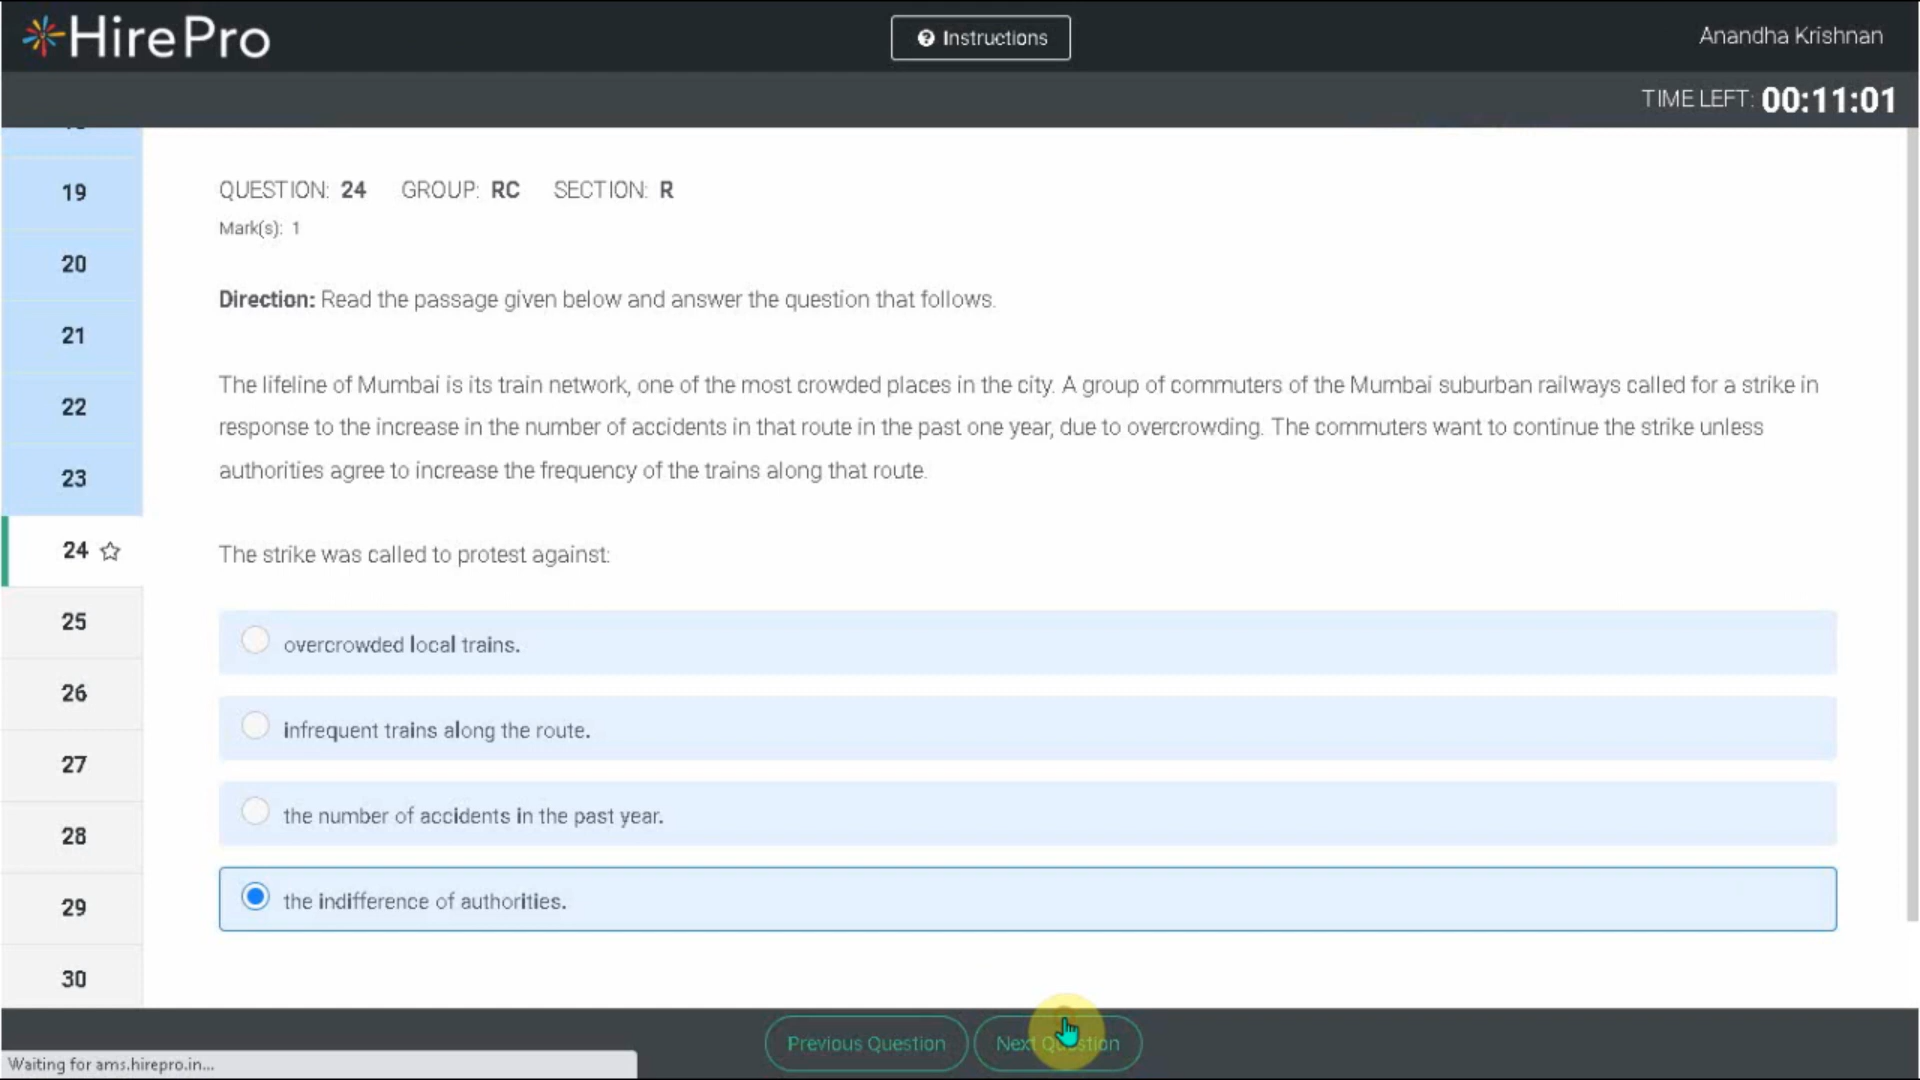 HirePro
Instructions
Anandha Krishnan
TIME LEFT: 00:11:01
19
20
21
22
23
24
25
26
27
28
29
30
QUESTION: 24 GROUP: RC SECTION: R
Mark(s): 1
Direction: Read the passage given below and answer the question that follows.
The lifeline of Mumbai is its train network, one of the most crowded places in the city. A group of commuters of the Mumbai suburban railways called for a strike in
response to the increase in the number of accidents in that route in the past one year, due to overcrowding. The commuters want to continue the strike unless
authorities agree to increase the frequency of the trains along that route.
The strike was called to protest against:
overcrowded local trains.
infrequent trains along the route.
the number of accidents in the past year.
the indifference of authorities.
Previous Question
Next Question
Waiting for ams.hirepro.in...